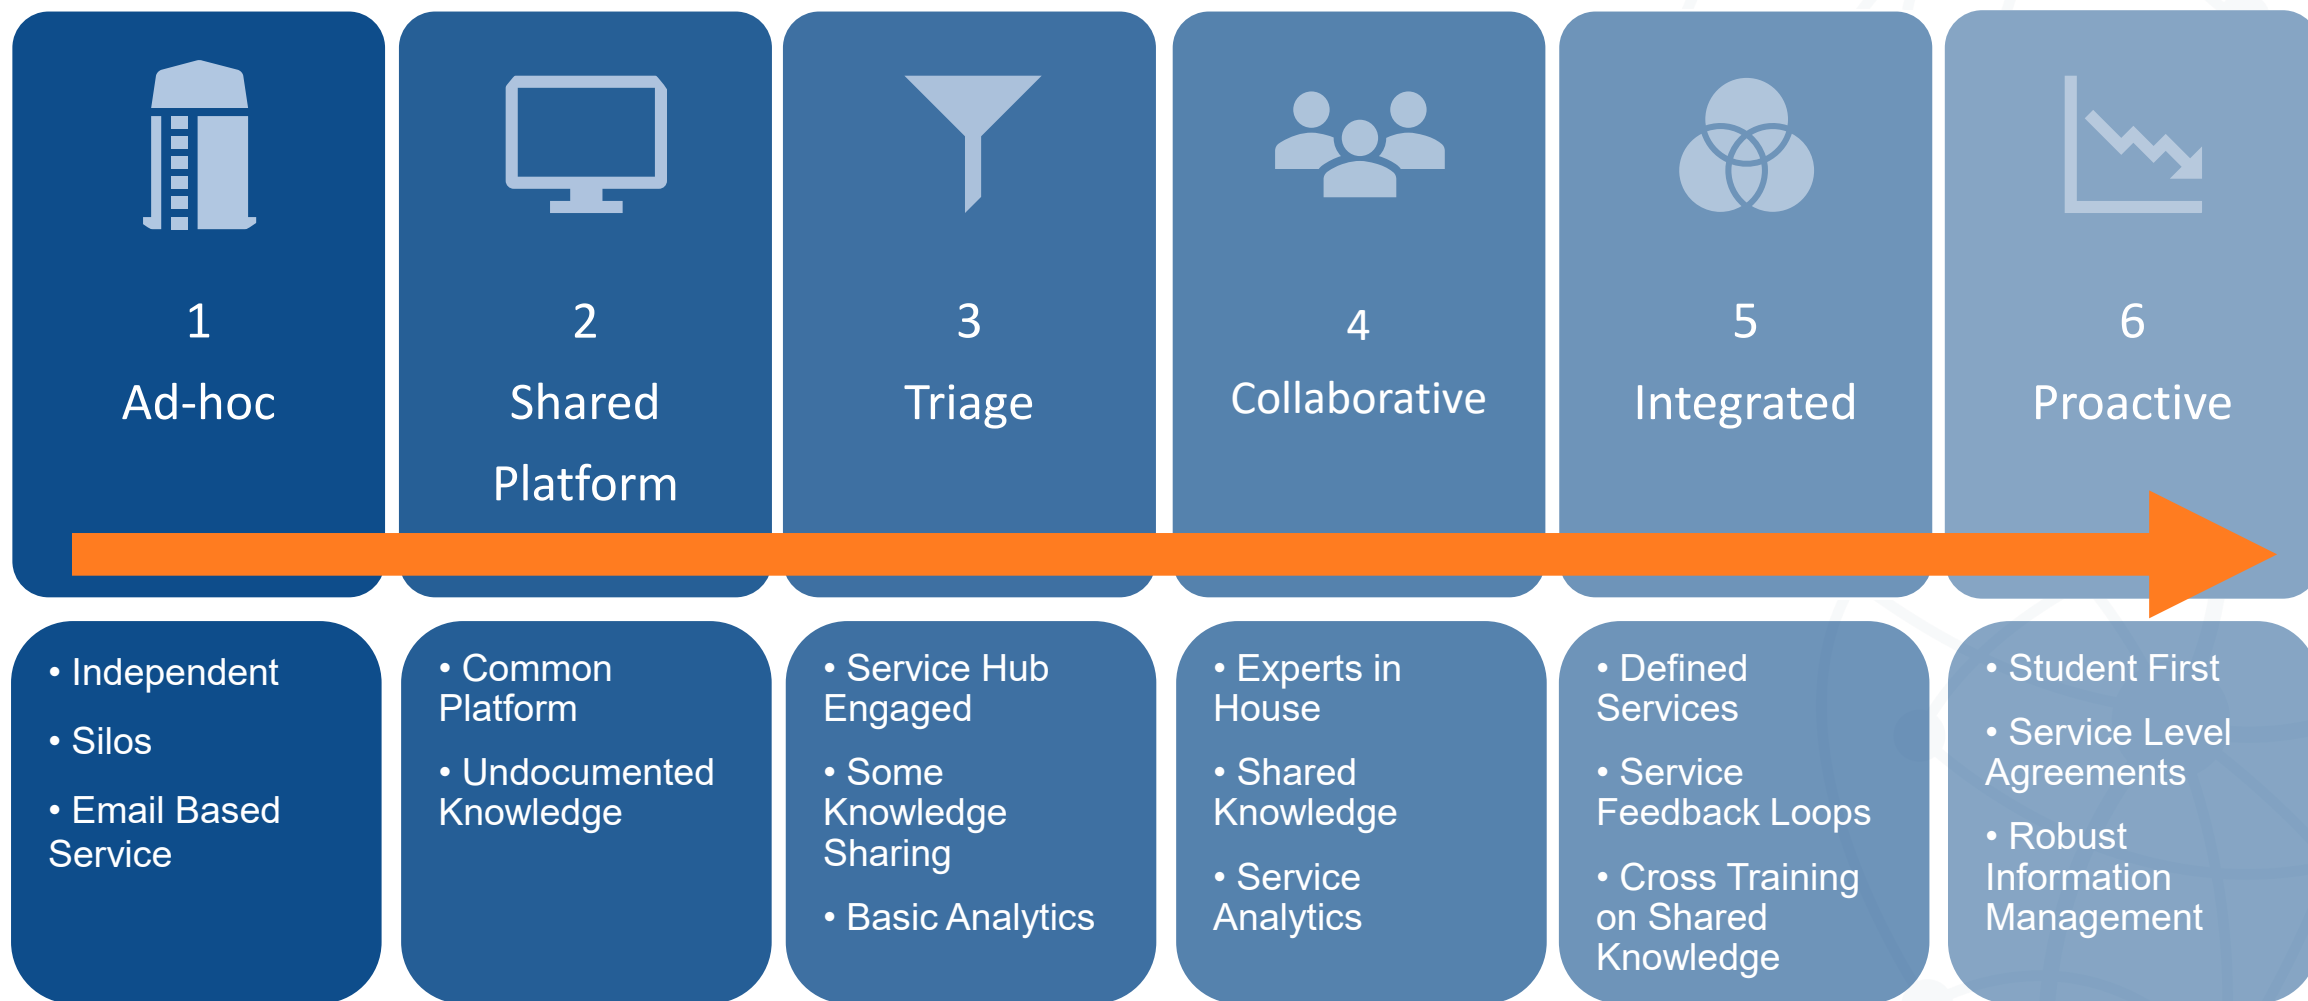 1
Ad-hoc
2
Shared
Platform
3
Triage
4
Collaborative
5
Integrated
6
Proactive
• Independent
• Silos
• Email Based
Service
• Common
Platform
• Undocumented
Knowledge
• Service Hub
Engaged
• Some
Knowledge
Sharing
• Basic Analytics
• Experts in
House
• Shared
Knowledge
• Service
Analytics
• Defined
Services
• Service
Feedback Loops
• Cross Training
on Shared
Knowledge
• Student First
• Service Level
Agreements
• Robust
Information
Management